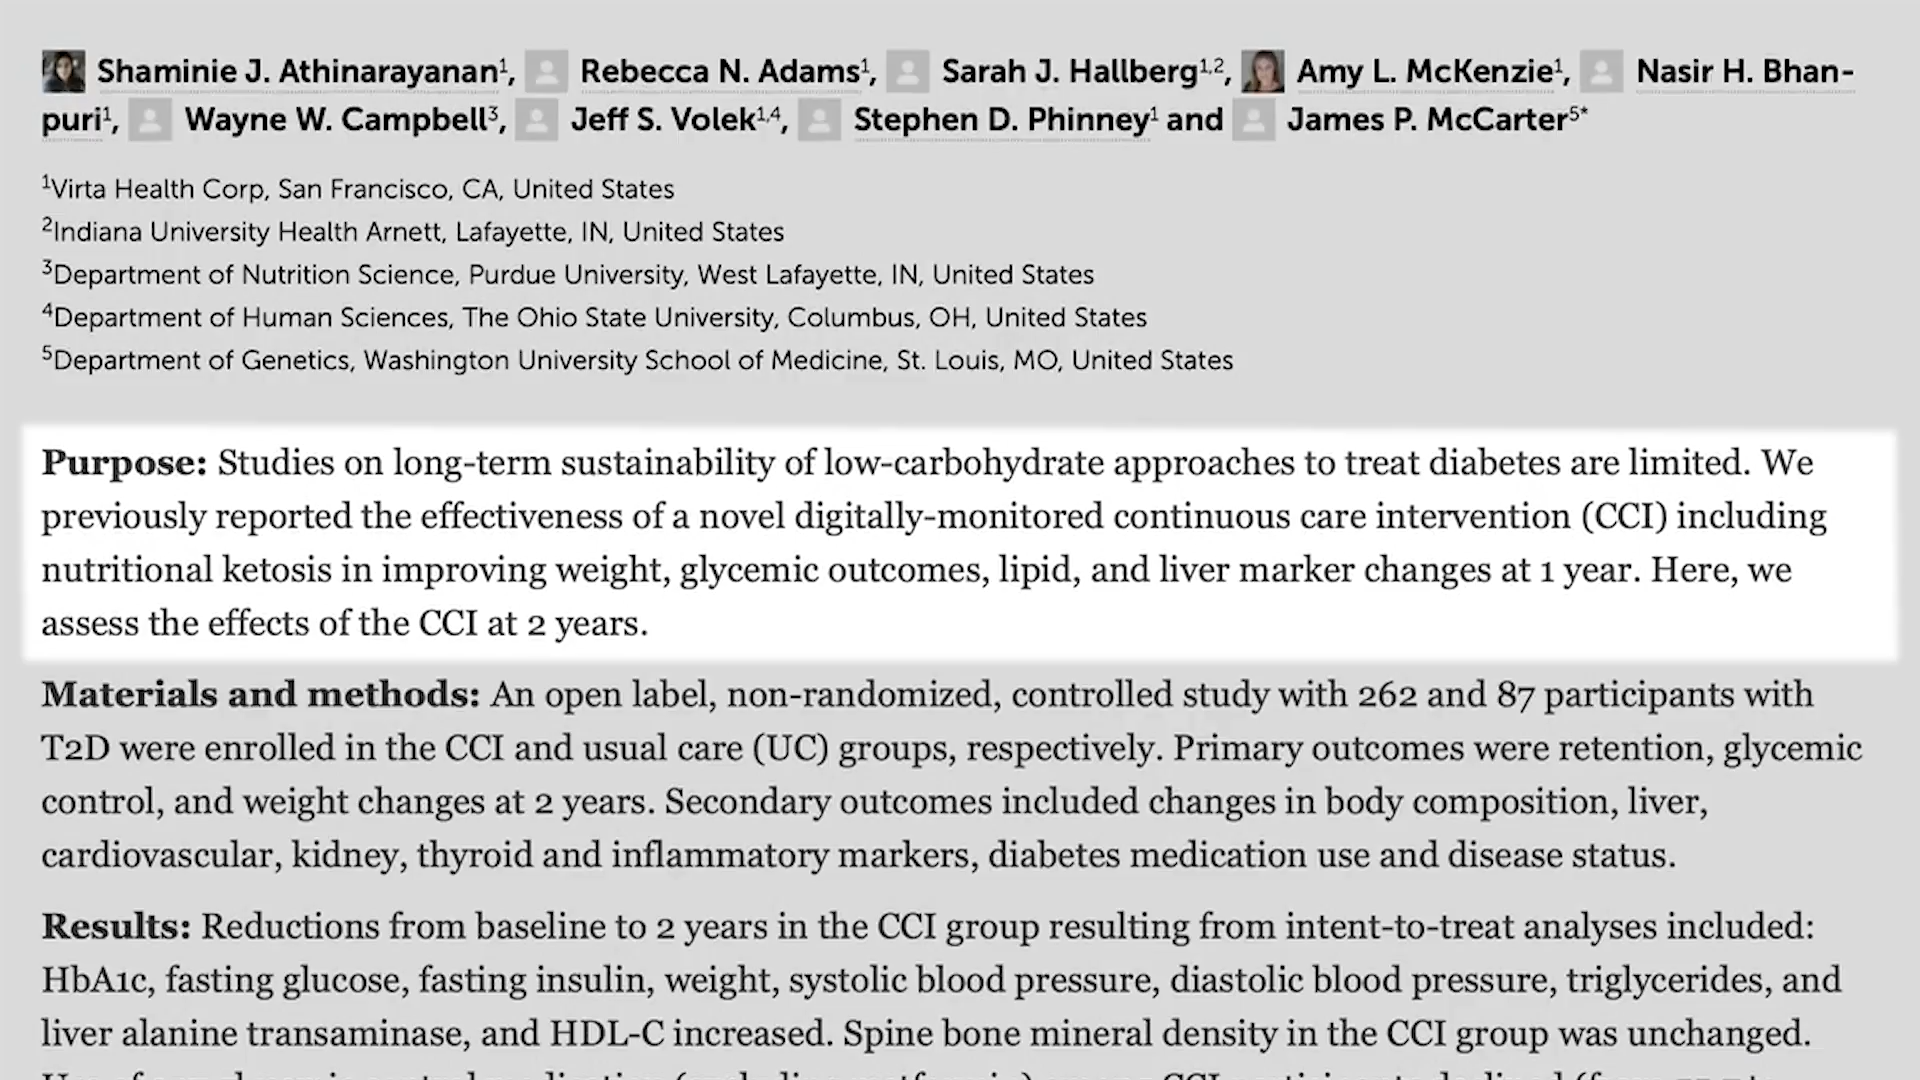 Shaminie J. Athinarayanan¹, Rebecca N. Adams¹, Sarah J. Hallberg¹,², Amy L. McKenzie¹, Nasir H. Bhan-
puri¹, Wayne W. Campbell³, Jeff S. Volek¹,⁴, Stephen D. Phinney¹ and James P. McCarter⁵*
¹Virta Health Corp, San Francisco, CA, United States
²Indiana University Health Arnett, Lafayette, IN, United States
³Department of Nutrition Science, Purdue University, West Lafayette, IN, United States
⁴Department of Human Sciences, The Ohio State University, Columbus, OH, United States
⁵Department of Genetics, Washington University School of Medicine, St. Louis, MO, United States
Purpose: Studies on long-term sustainability of low-carbohydrate approaches to treat diabetes are limited. We
previously reported the effectiveness of a novel digitally-monitored continuous care intervention (CCI) including
nutritional ketosis in improving weight, glycemic outcomes, lipid, and liver marker changes at 1 year. Here, we
assess the effects of the CCI at 2 years.
Materials and methods: An open label, non-randomized, controlled study with 262 and 87 participants with
T2D were enrolled in the CCI and usual care (UC) groups, respectively. Primary outcomes were retention, glycemic
control, and weight changes at 2 years. Secondary outcomes included changes in body composition, liver,
cardiovascular, kidney, thyroid and inflammatory markers, diabetes medication use and disease status.
Results: Reductions from baseline to 2 years in the CCI group resulting from intent-to-treat analyses included:
HbA1c, fasting glucose, fasting insulin, weight, systolic blood pressure, diastolic blood pressure, triglycerides, and
liver alanine transaminase, and HDL-C increased. Spine bone mineral density in the CCI group was unchanged.